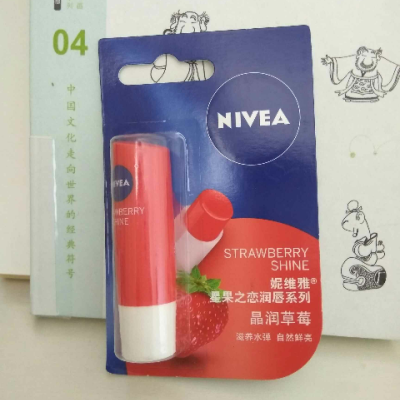 04
中国文化走向世界的经典符号
NIVEA
NIVEA
STRAWBERRY
SHINE
STRAWBERRY
SHINE
妮维雅®
晶果之恋润唇系列
晶润草莓
滋养水弹 自然鲜亮